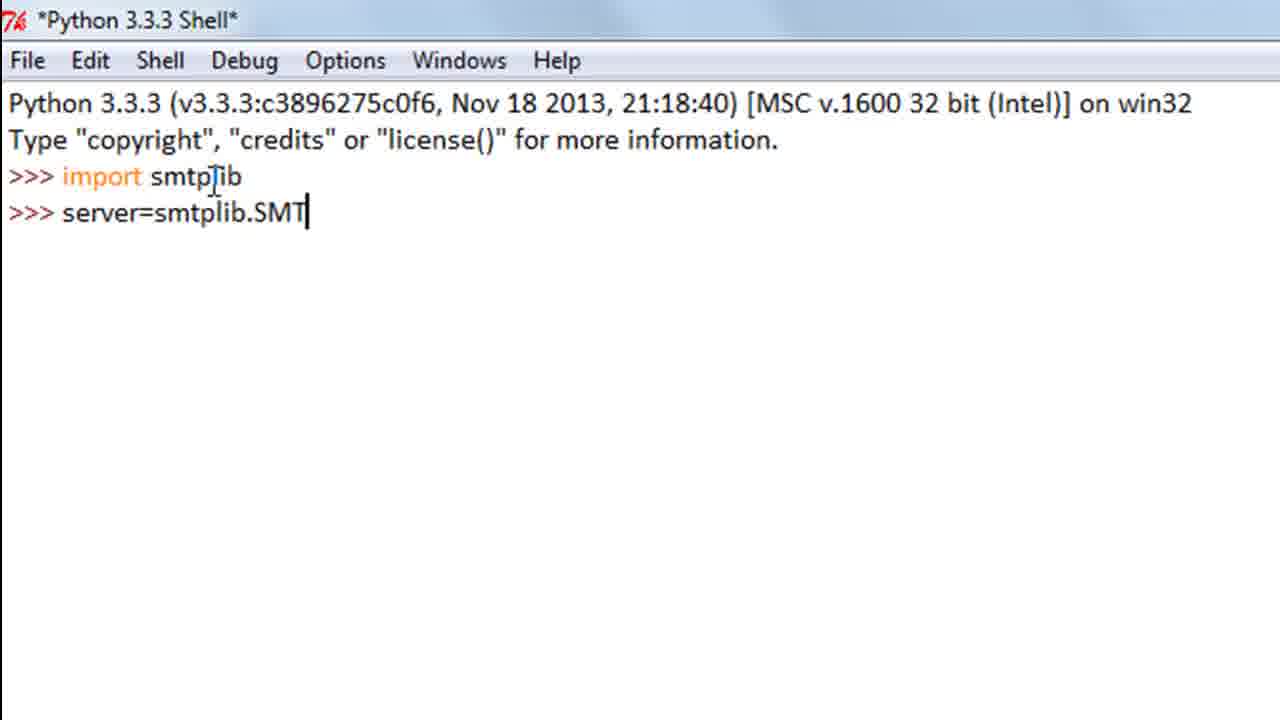 *Python 3.3.3 Shell*
File Edit Shell Debug Options Windows Help
Python 3.3.3 (v3.3.3:c3896275c0f6, Nov 18 2013, 21:18:40) [MSC v.1600 32 bit (Intel)] on win32
Type "copyright", "credits" or "license()" for more information.
>>> import smtplib
>>> server=smtplib.SMT